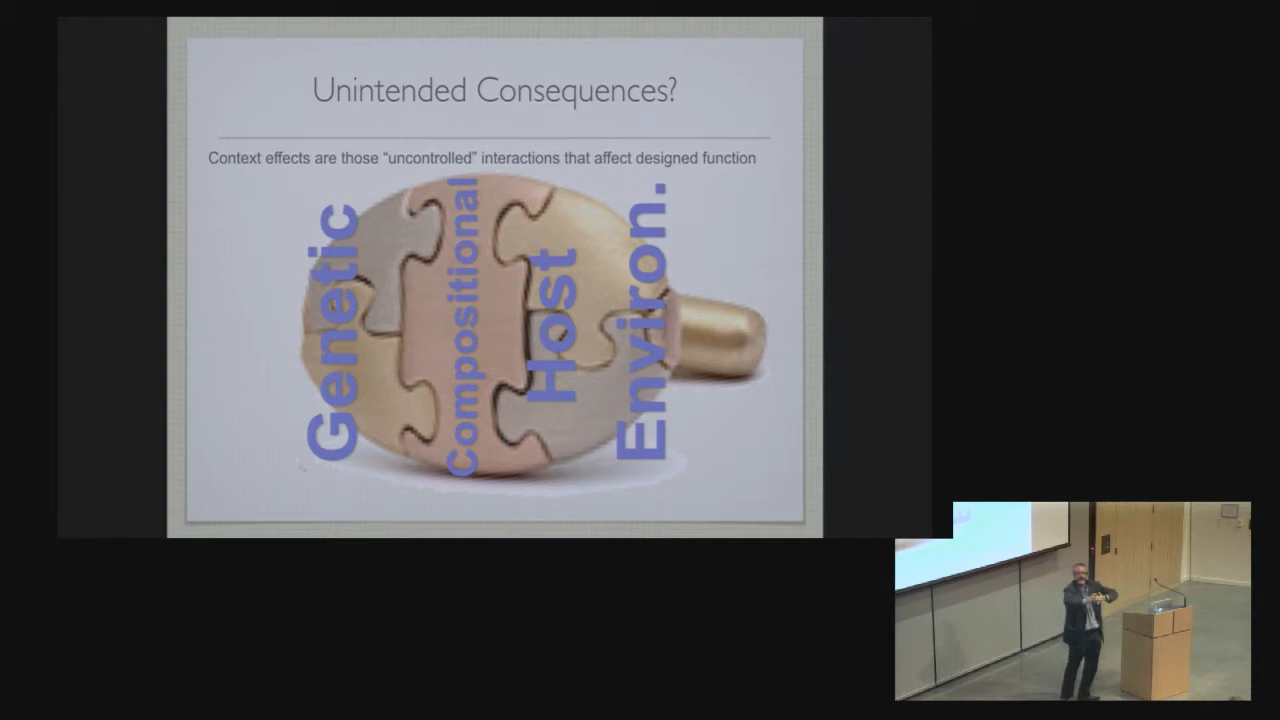 Unintended Consequences?
Context effects are those “uncontrolled” interactions that affect designed function
Genetic
Compositional
Host
Environ.